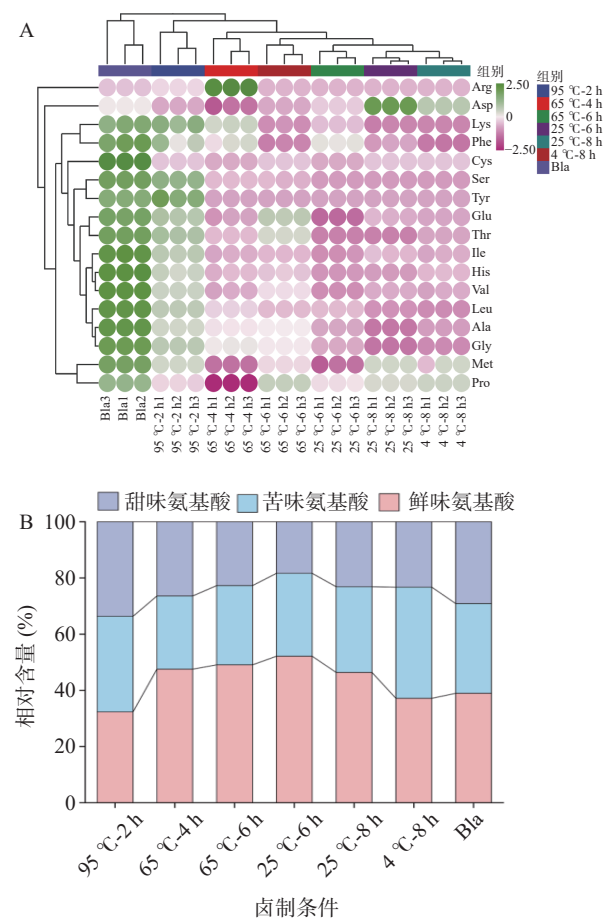 A
组别
Arg
Asp
Lys
Phe
Cys
Ser
Tyr
Glu
Thr
Ile
His
Val
Leu
Ala
Gly
Met
Pro
2.50
0
−2.50
组别
95 ℃-2 h
65 ℃-4 h
65 ℃-6 h
25 ℃-6 h
25 ℃-8 h
4 ℃-8 h
Bla
Bla3
Bla1
Bla2
95 ℃-2 h1
95 ℃-2 h2
95 ℃-2 h3
65 ℃-4 h1
65 ℃-4 h2
65 ℃-4 h3
65 ℃-6 h1
65 ℃-6 h2
65 ℃-6 h3
25 ℃-6 h1
25 ℃-6 h2
25 ℃-6 h3
25 ℃-8 h1
25 ℃-8 h2
25 ℃-8 h3
4 ℃-8 h1
4 ℃-8 h2
4 ℃-8 h3
B
甜味氨基酸 苦味氨基酸 鲜味氨基酸
相对含量 (%)
100
80
60
40
20
0
95 ℃-2 h
65 ℃-4 h
65 ℃-6 h
25 ℃-6 h
25 ℃-8 h
4 ℃-8 h
Bla
卤制条件